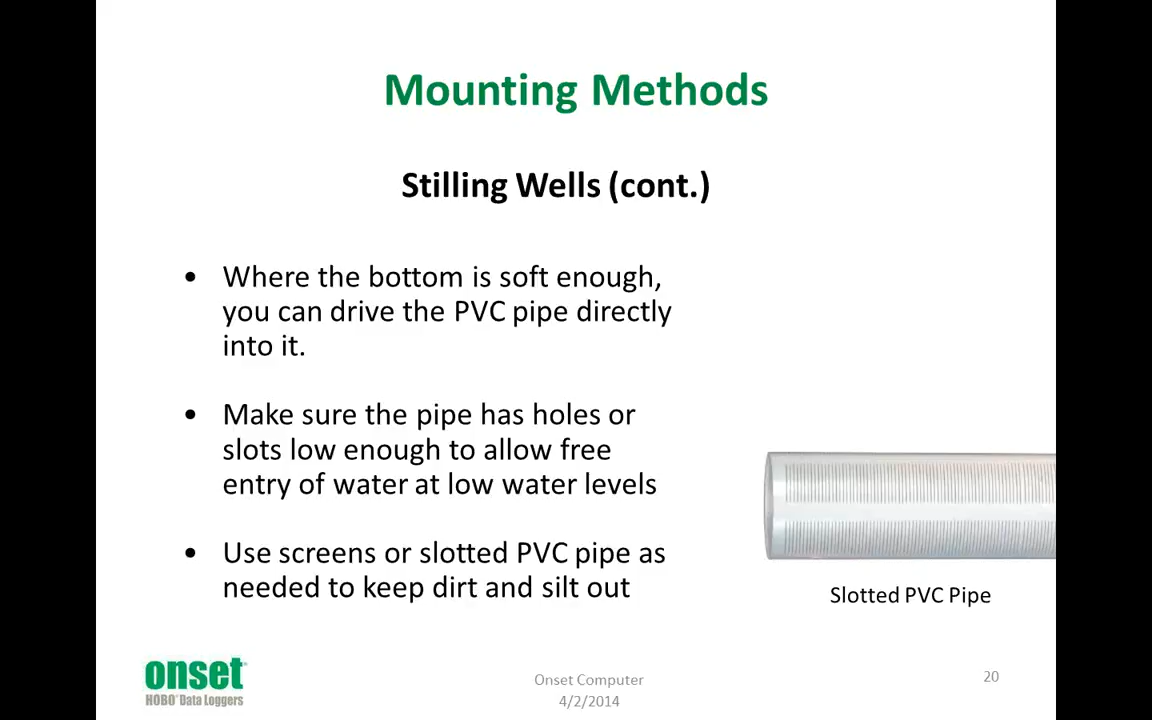 Mounting Methods
Stilling Wells (cont.)
• Where the bottom is soft enough,
you can drive the PVC pipe directly
into it.
• Make sure the pipe has holes or
slots low enough to allow free
entry of water at low water levels
• Use screens or slotted PVC pipe as
needed to keep dirt and silt out
Slotted PVC Pipe
onset
HOBO® Data Loggers
Onset Computer
4/2/2014
20